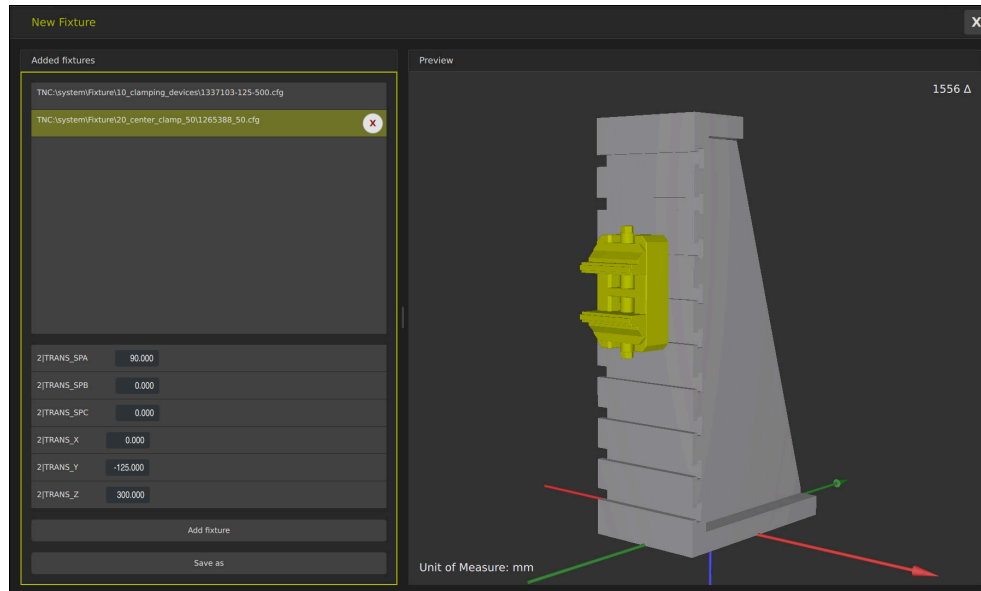 New Fixture
X
Added fixtures
TNC:\system\Fixture\10_clamping_devices\1337103-125-500.cfg
TNC:\system\Fixture\20_center_clamp_50\1265388_50.cfg
X
2|TRANS_SPA 90.000
2|TRANS_SPB 0.000
2|TRANS_SPC 0.000
2|TRANS_X 0.000
2|TRANS_Y -125.000
2|TRANS_Z 300.000
Add fixture
Save as
Preview
1556 Δ
Unit of Measure: mm